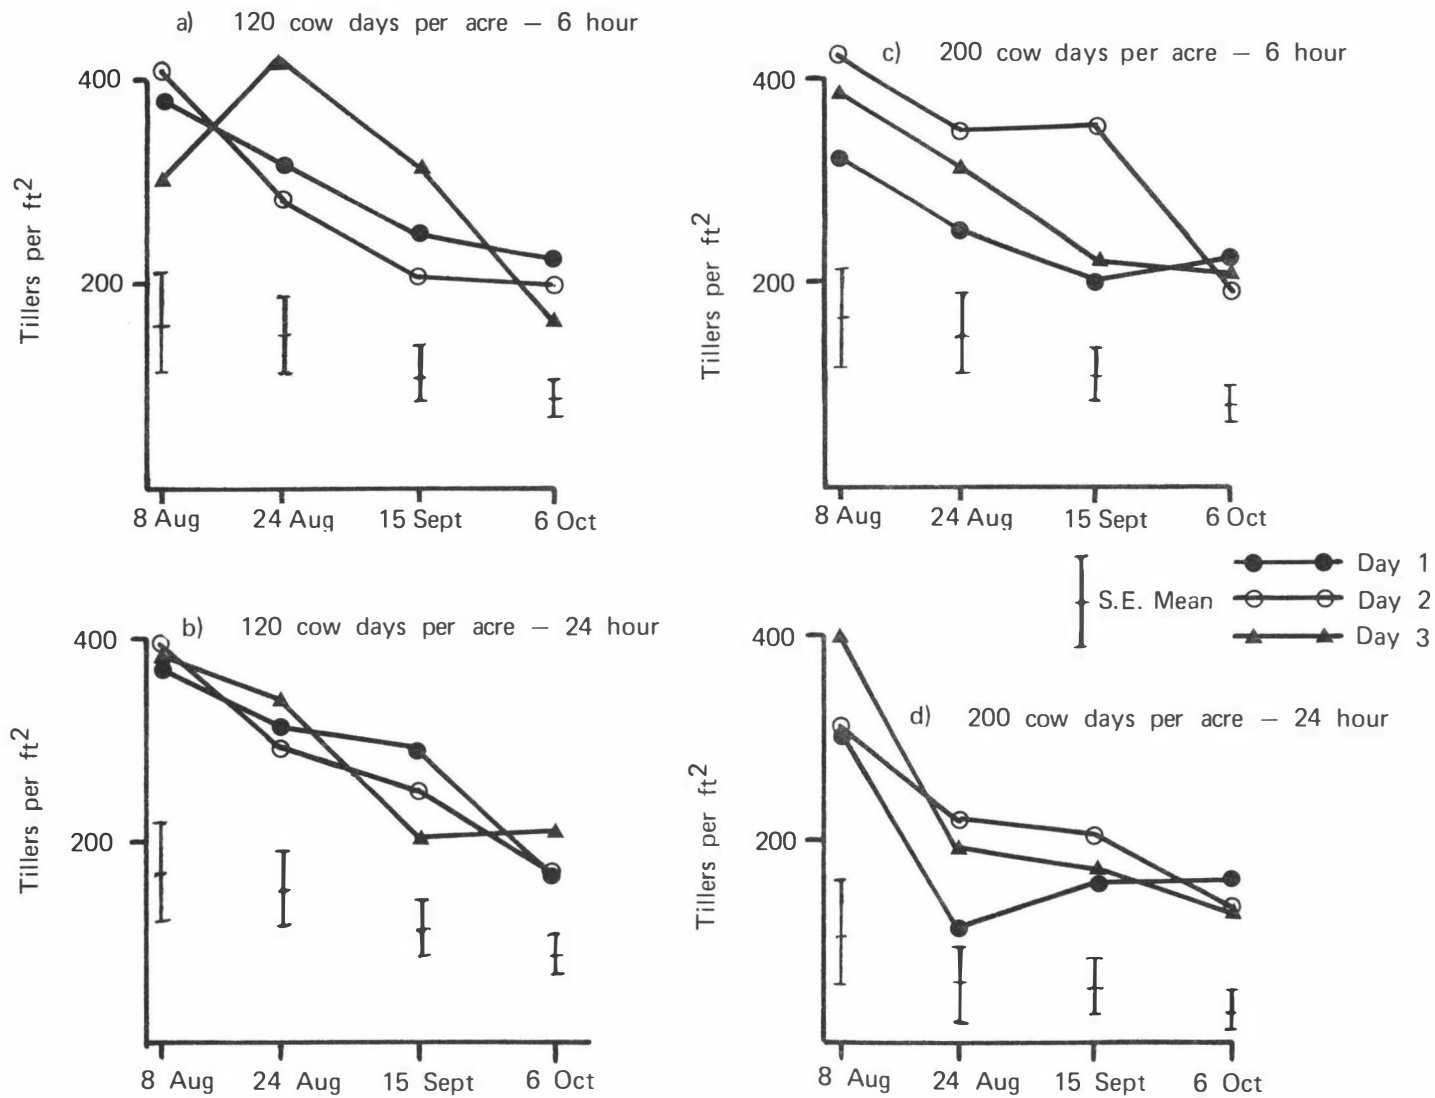 a) 120 cow days per acre — 6 hour
400
200
Tillers per ft2
8 Aug 24 Aug 15 Sept 6 Oct
c) 200 cow days per acre — 6 hour
400
200
Tillers per ft2
8 Aug 24 Aug 15 Sept 6 Oct
S.E. Mean
Day 1
Day 2
Day 3
b) 120 cow days per acre — 24 hour
400
200
Tillers per ft2
8 Aug 24 Aug 15 Sept 6 Oct
d) 200 cow days per acre — 24 hour
400
200
Tillers per ft2
8 Aug 24 Aug 15 Sept 6 Oct